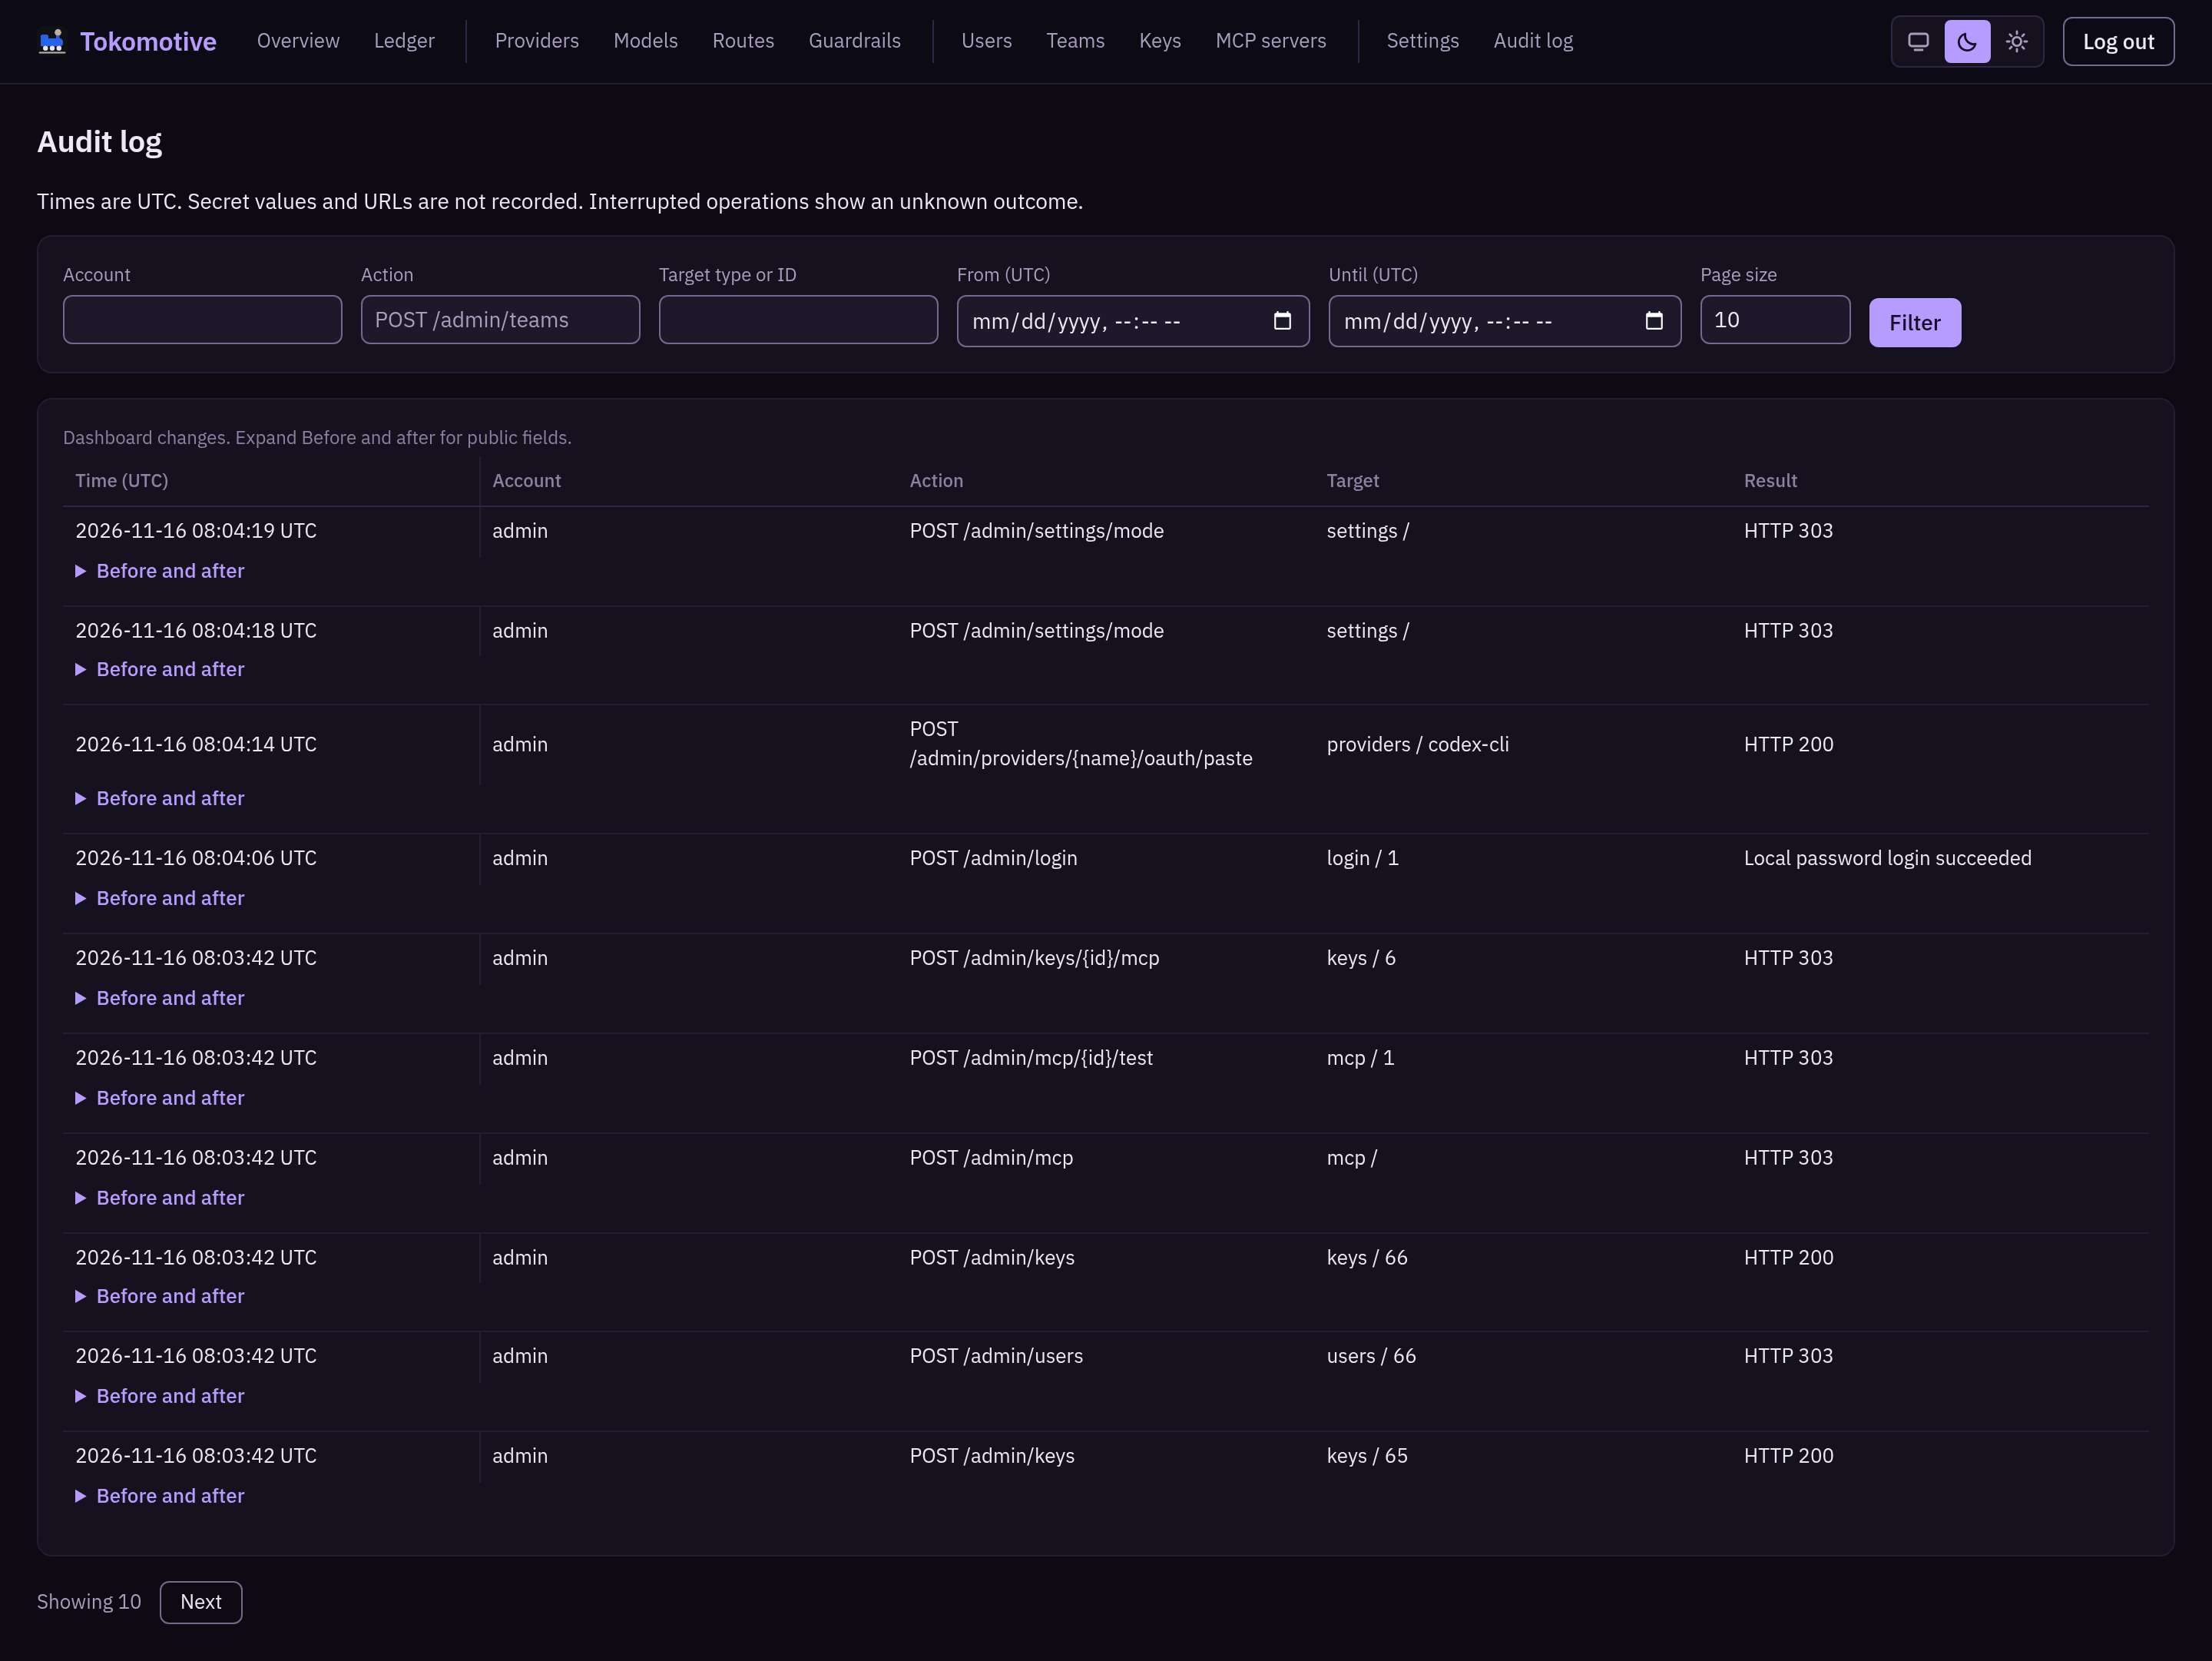 Tokomotive Overview Ledger Providers Models Routes Guardrails Users Teams Keys MCP servers Settings Audit log Log out
Audit log
Times are UTC. Secret values and URLs are not recorded. Interrupted operations show an unknown outcome.
Account Action Target type or ID From (UTC) Until (UTC) Page size
POST /admin/teams mm/dd/yyyy, --:-- -- mm/dd/yyyy, --:-- -- 10 Filter
Dashboard changes. Expand Before and after for public fields.
Time (UTC) Account Action Target Result
2026-11-16 08:04:19 UTC admin POST /admin/settings/mode settings / HTTP 303
Before and after
2026-11-16 08:04:18 UTC admin POST /admin/settings/mode settings / HTTP 303
Before and after
2026-11-16 08:04:14 UTC admin POST /admin/providers/{name}/oauth/paste providers / codex-cli HTTP 200
Before and after
2026-11-16 08:04:06 UTC admin POST /admin/login login / 1 Local password login succeeded
Before and after
2026-11-16 08:03:42 UTC admin POST /admin/keys/{id}/mcp keys / 6 HTTP 303
Before and after
2026-11-16 08:03:42 UTC admin POST /admin/mcp/{id}/test mcp / 1 HTTP 303
Before and after
2026-11-16 08:03:42 UTC admin POST /admin/mcp mcp / HTTP 303
Before and after
2026-11-16 08:03:42 UTC admin POST /admin/keys keys / 66 HTTP 200
Before and after
2026-11-16 08:03:42 UTC admin POST /admin/users users / 66 HTTP 303
Before and after
2026-11-16 08:03:42 UTC admin POST /admin/keys keys / 65 HTTP 200
Before and after
Showing 10 Next